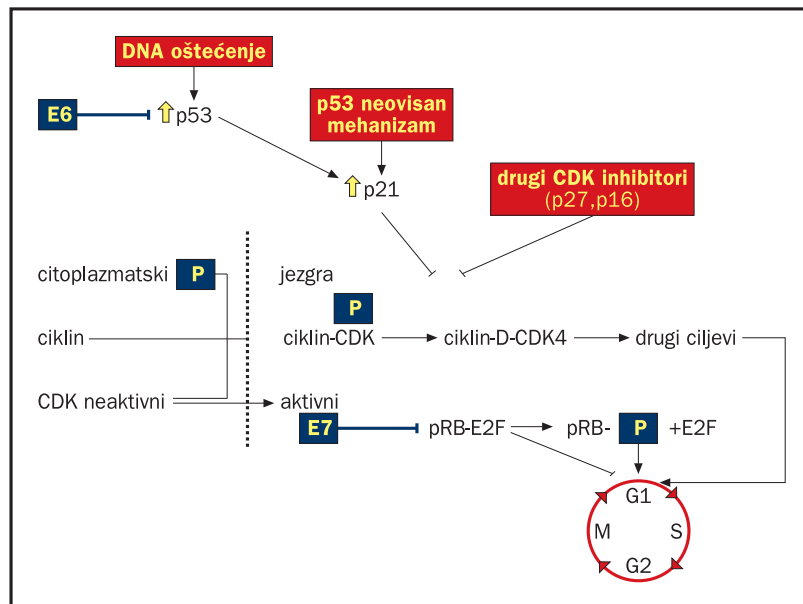 DNA oštećenje
E6
p53
p53 neovisan
mehanizam
p21
drugi CDK inhibitori
(p27,p16)
citoplazmatski P
jezgra
P
ciklin
ciklin-CDK
ciklin-D-CDK4
drugi ciljevi
CDK neaktivni
aktivni
E7
pRB-E2F
pRB- P +E2F
G1
M S
G2